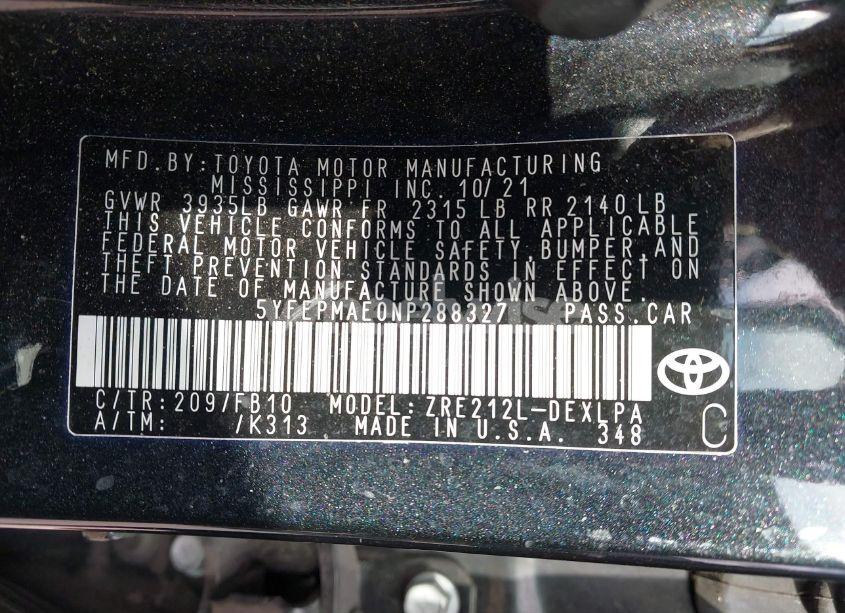 MFD.BY:TOYOTA MOTOR MANUFACTURING
MISSISSIPPI INC. 10/21
GVWR 3935LB GAWR FR 2315 LB RR 2140 LB
THIS VEHICLE CONFORMS TO ALL APPLICABLE
FEDERAL MOTOR VEHICLE SAFETY,BUMPER,AND
THEFT PREVENTION STANDARDS IN EFFECT ON
THE DATE OF MANUFACTURE SHOWN ABOVE.
5YFEPMAE0NP288327 PASS.CAR
C/TR:209/FB10 MODEL:ZRE212L-DEXLPA
A/TM: /K313 MADE IN U.S.A. 348 C